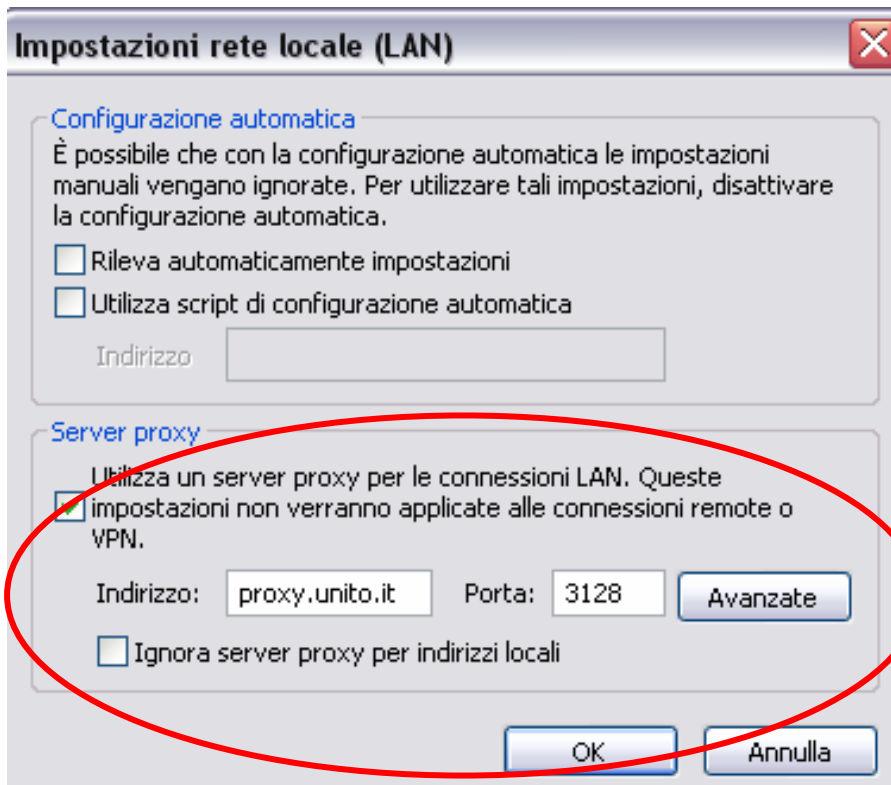 Impostazioni rete locale (LAN)
Configurazione automatica
È possibile che con la configurazione automatica le impostazioni
manuali vengano ignorate. Per utilizzare tali impostazioni, disattivare
la configurazione automatica.
Rileva automaticamente impostazioni
Utilizza script di configurazione automatica
Indirizzo
Server proxy
Utilizza un server proxy per le connessioni LAN. Queste
impostazioni non verranno applicate alle connessioni remote o
VPN.
Indirizzo: proxy.unito.it Porta: 3128 Avanzate
Ignora server proxy per indirizzi locali
OK Annulla